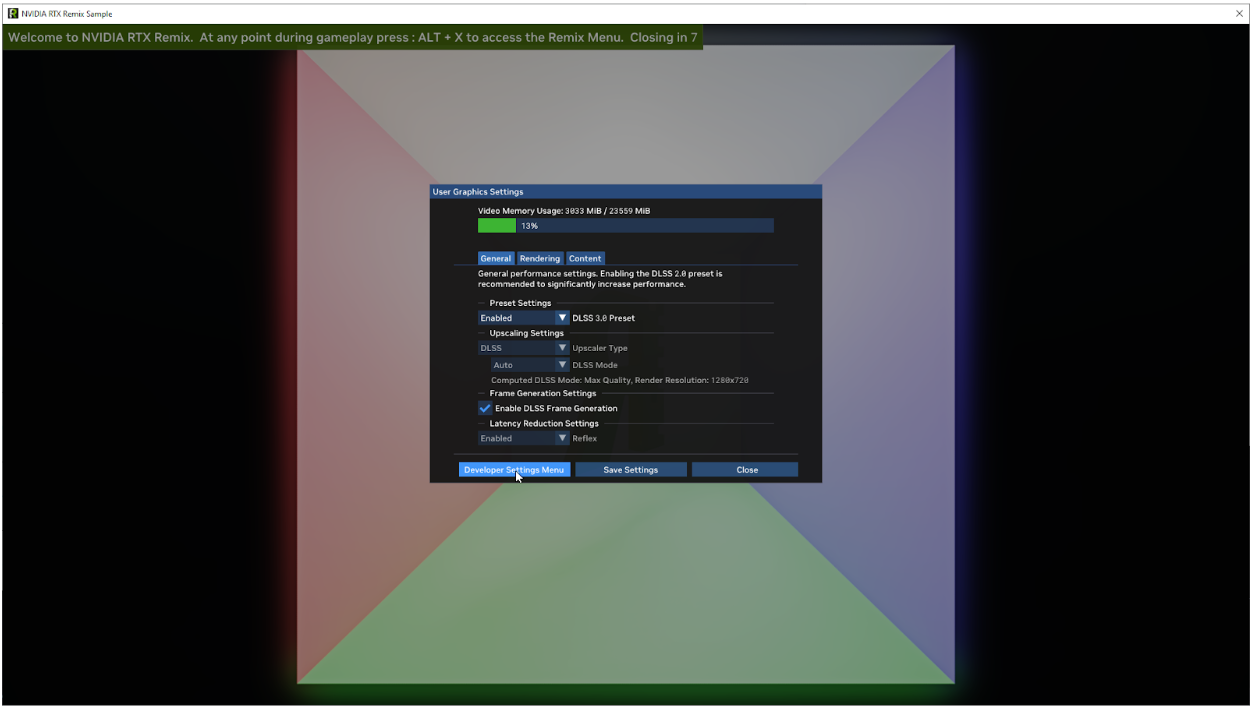 NVIDIA RTX Remix Sample
Welcome to NVIDIA RTX Remix. At any point during gameplay press : ALT + X to access the Remix Menu. Closing in 7
User Graphics Settings
Video Memory Usage: 3033 MiB / 23559 MiB
13%
General Rendering Content
General performance settings. Enabling the DLSS 2.0 preset is
recommended to significantly increase performance.
Preset Settings
Enabled DLSS 3.0 Preset
Upscaling Settings
DLSS Upscaler Type
Auto DLSS Mode
Computed DLSS Mode: Max Quality, Render Resolution: 1280x720
Frame Generation Settings
Enable DLSS Frame Generation
Latency Reduction Settings
Enabled Reflex
Developer Settings Menu Save Settings Close